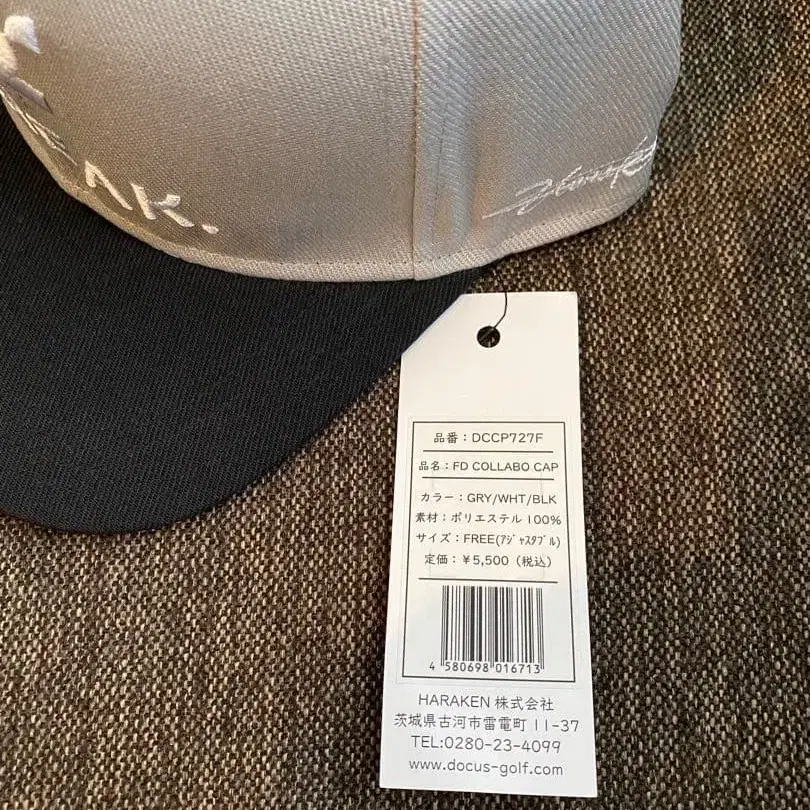 AK.
品番：DCCP727F
品名：FD COLLABO CAP
カラー：GRY/WHT/BLK
素材：ポリエステル 100%
サイズ：FREE(ｱｼﾞｬｽﾀﾌﾞﾙ)
定価：￥5,500（税込）
4 580698 016713
HARAKEN 株式会社
茨城県古河市雷電町 11-37
TEL:0280-23-4099
www.docus-golf.com